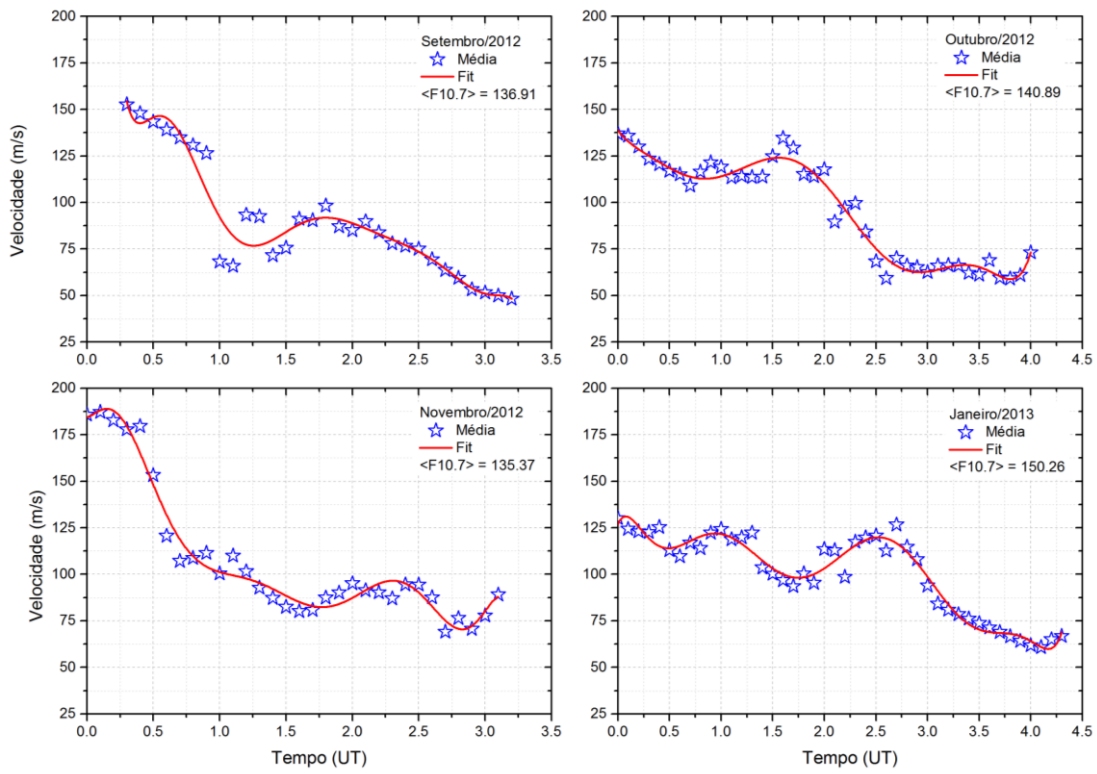 200
175
150
125
100
75
50
25
Velocidade (m/s)
Setembro/2012
Média
Fit
<F10.7> = 136.91
0.0 0.5 1.0 1.5 2.0 2.5 3.0 3.5
200
175
150
125
100
75
50
25
Outubro/2012
Média
Fit
<F10.7> = 140.89
0.0 0.5 1.0 1.5 2.0 2.5 3.0 3.5 4.0 4.5
200
175
150
125
100
75
50
25
Velocidade (m/s)
Novembro/2012
Média
Fit
<F10.7> = 135.37
0.0 0.5 1.0 1.5 2.0 2.5 3.0 3.5
Tempo (UT)
200
175
150
125
100
75
50
25
Janeiro/2013
Média
Fit
<F10.7> = 150.26
0.0 0.5 1.0 1.5 2.0 2.5 3.0 3.5 4.0 4.5
Tempo (UT)